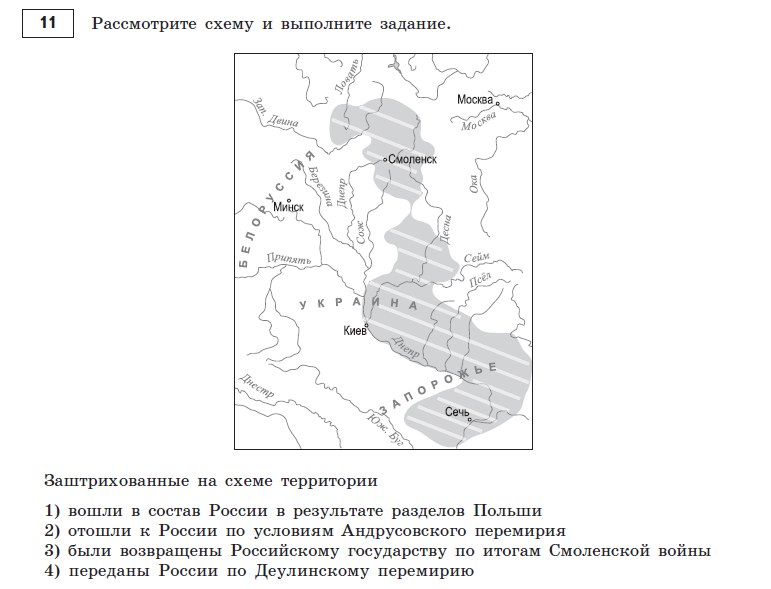 11
Рассмотрите схему и выполните задание.
Ловать
Москва
Москва
Зап. Двина
Смоленск
Ока
БЕЛОРУССИЯ
Березина
Днепр
Минск
Сож
Десна
Припять
Сейм
Псёл
УКРАИНА
Киев
Днепр
ЗАПОРОЖЬЕ
Днестр
Сечь
Юж. Буг
Заштрихованные на схеме территории
1) вошли в состав России в результате разделов Польши
2) отошли к России по условиям Андрусовского перемирия
3) были возвращены Российскому государству по итогам Смоленской войны
4) переданы России по Деулинскому перемирию